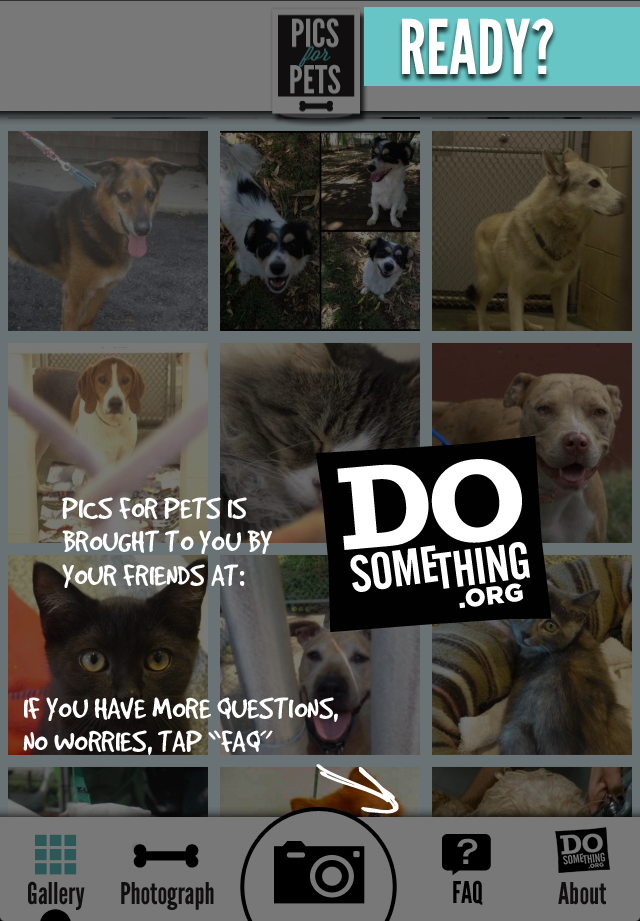 PICS
for
PETS
READY?
PICS FOR PETS IS
BROUGHT TO YOU BY
YOUR FRIENDS AT:
DO
SOMETHING
.ORG
IF YOU HAVE MORE QUESTIONS,
NO WORRIES, TAP “FAQ”
Gallery
Photograph
?
FAQ
DO
SOMETHING
.ORG
About